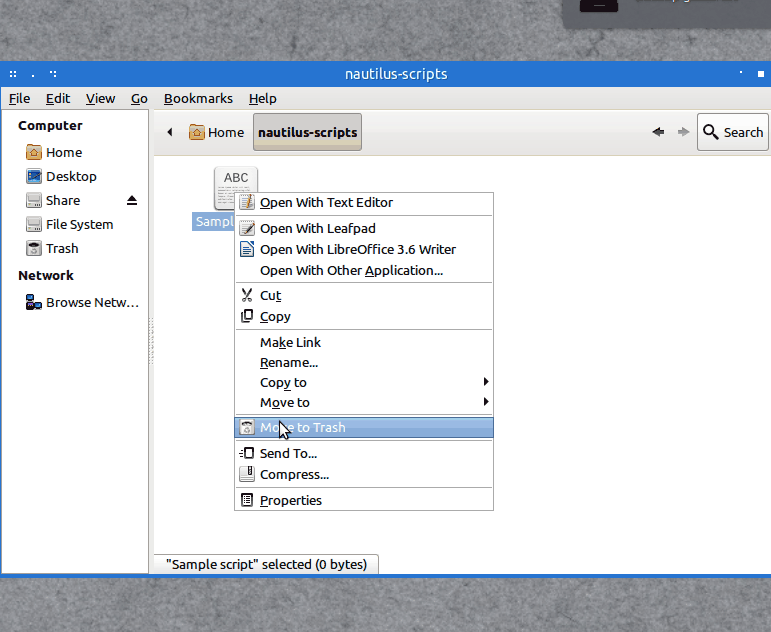 nautilus-scripts
File Edit View Go Bookmarks Help
Computer
Home
Desktop
Share
File System
Trash
Network
Browse Netw...
Home nautilus-scripts Search
ABC
Sampl
Open With Text Editor
Open With Leafpad
Open With LibreOffice 3.6 Writer
Open With Other Application...
Cut
Copy
Make Link
Rename...
Copy to
Move to
Move to Trash
Send To...
Compress...
Properties
"Sample script" selected (0 bytes)